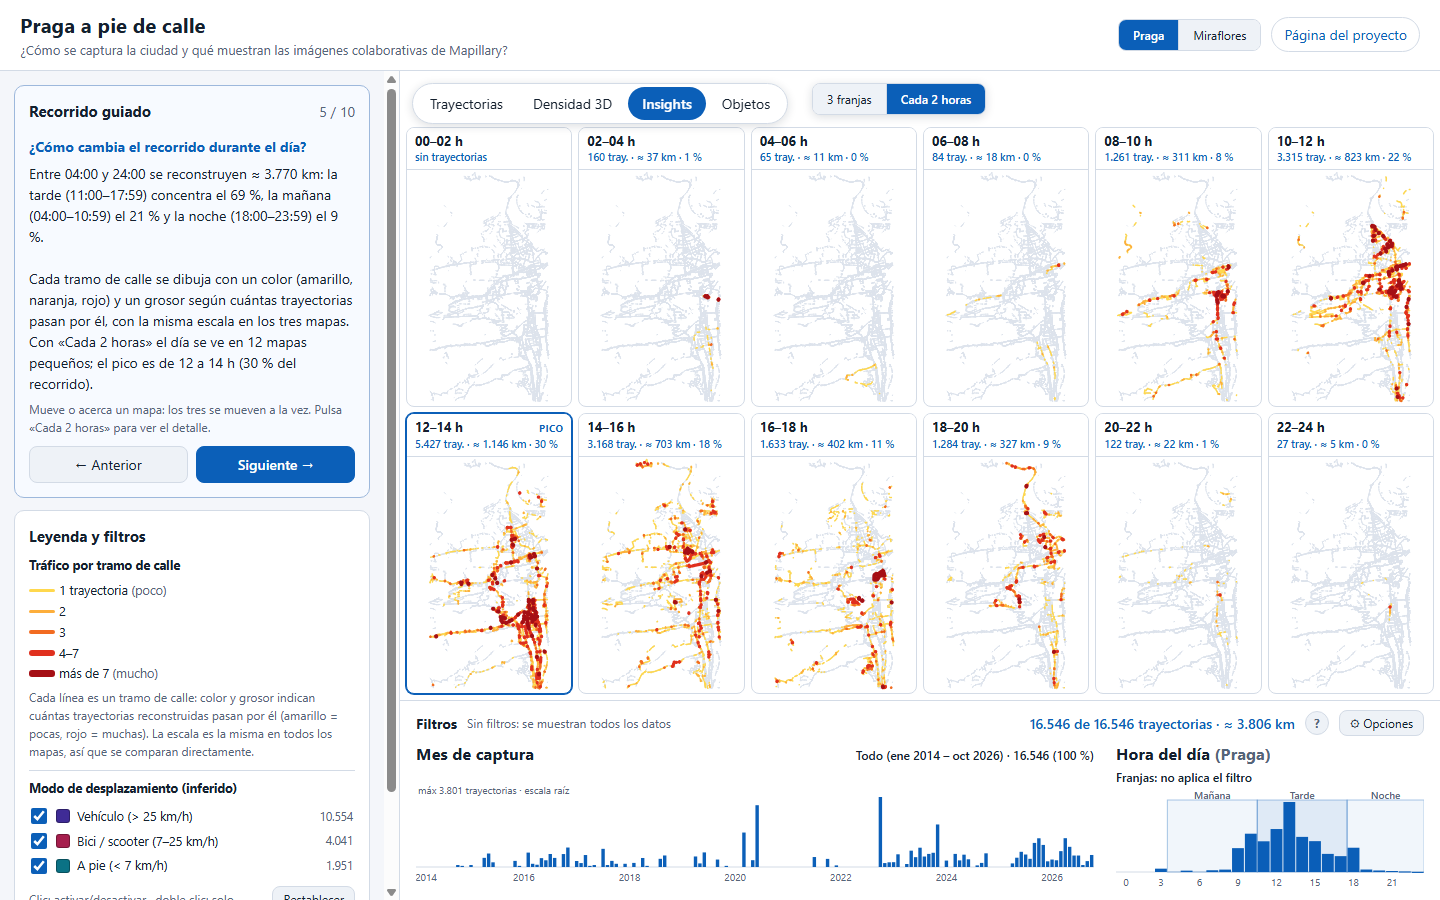 Praga a pie de calle
¿Cómo se captura la ciudad y qué muestran las imágenes colaborativas de Mapillary?
Praga
Miraflores
Página del proyecto
Recorrido guiado
5 / 10
¿Cómo cambia el recorrido durante el día?
Entre 04:00 y 24:00 se reconstruyen ≈ 3.770 km: la
tarde (11:00–17:59) concentra el 69 %, la mañana
(04:00–10:59) el 21 % y la noche (18:00–23:59) el 9
%.
Cada tramo de calle se dibuja con un color (amarillo,
naranja, rojo) y un grosor según cuántas trayectorias
pasan por él, con la misma escala en los tres mapas.
Con «Cada 2 horas» el día se ve en 12 mapas
pequeños; el pico es de 12 a 14 h (30 % del
recorrido).
Mueve o acerca un mapa: los tres se mueven a la vez. Pulsa
«Cada 2 horas» para ver el detalle.
← Anterior
Siguiente →
Leyenda y filtros
Tráfico por tramo de calle
1 trayectoria (poco)
2
3
4–7
más de 7 (mucho)
Cada línea es un tramo de calle: color y grosor indican
cuántas trayectorias reconstruidas pasan por él (amarillo =
pocas, rojo = muchas). La escala es la misma en todos los
mapas, así que se comparan directamente.
Modo de desplazamiento (inferido)
Vehículo (> 25 km/h) 10.554
Bici / scooter (7–25 km/h) 4.041
A pie (< 7 km/h) 1.951
Clic: activar/desactivar · doble clic: solo
Restablecer
Trayectorias
Densidad 3D
Insights
Objetos
3 franjas
Cada 2 horas
00–02 h
sin trayectorias
02–04 h
160 tray. · ≈ 37 km · 1 %
04–06 h
65 tray. · ≈ 11 km · 0 %
06–08 h
84 tray. · ≈ 18 km · 0 %
08–10 h
1.261 tray. · ≈ 311 km · 8 %
10–12 h
3.315 tray. · ≈ 823 km · 22 %
12–14 h
PICO
5.427 tray. · ≈ 1.146 km · 30 %
14–16 h
3.168 tray. · ≈ 703 km · 18 %
16–18 h
1.633 tray. · ≈ 402 km · 11 %
18–20 h
1.284 tray. · ≈ 327 km · 9 %
20–22 h
122 tray. · ≈ 22 km · 1 %
22–24 h
27 tray. · ≈ 5 km · 0 %
Filtros
Sin filtros: se muestran todos los datos
16.546 de 16.546 trayectorias · ≈ 3.806 km
?
⚙ Opciones
Mes de captura
Todo (ene 2014 – oct 2026) · 16.546 (100 %)
máx 3.801 trayectorias · escala raíz
2014 2016 2018 2020 2022 2024 2026
Hora del día (Praga)
Franjas: no aplica el filtro
Mañana Tarde Noche
0 3 6 9 12 15 18 21